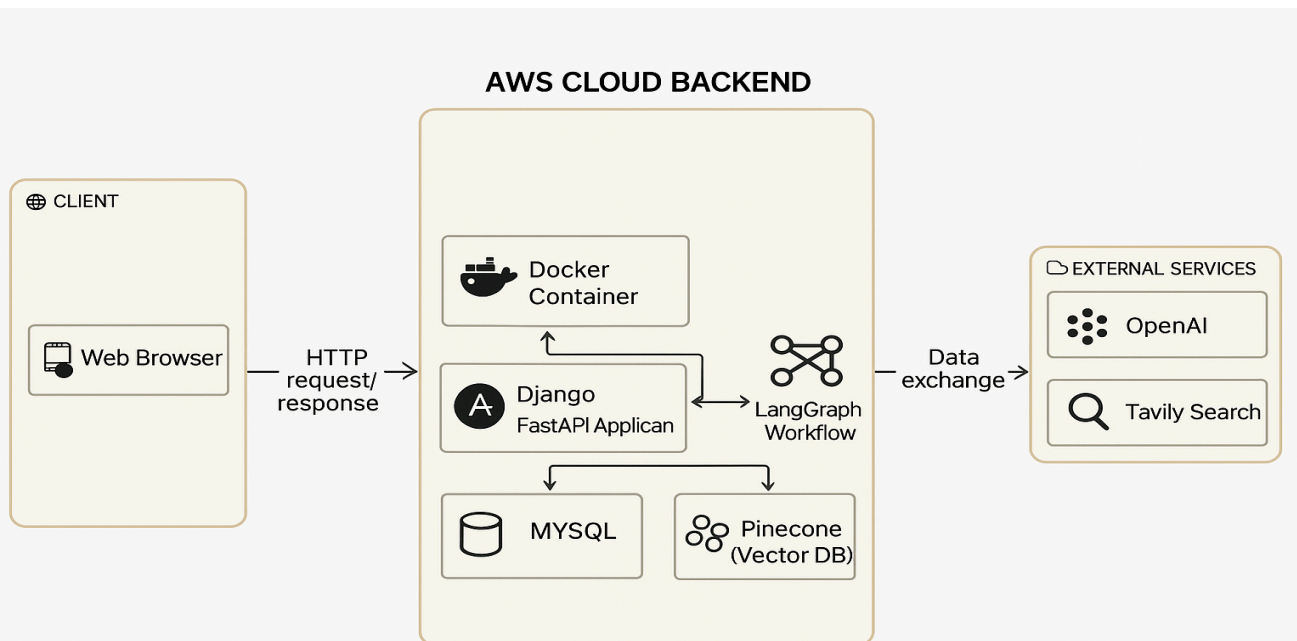 AWS CLOUD BACKEND
CLIENT
Web Browser
HTTP
request/
response
Docker
Container
Django
FastAPI Applican
LangGraph
Workflow
MYSQL
Pinecone
(Vector DB)
Data
exchange
EXTERNAL SERVICES
OpenAI
Tavily Search